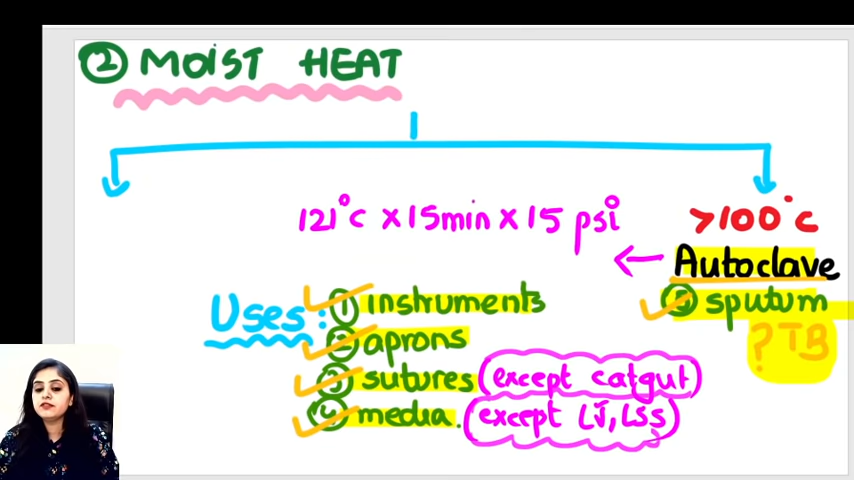 ② MOIST HEAT
121°C × 15min × 15 psi
>100°C
← Autoclave
Uses:
① instruments
② aprons
③ sutures (except catgut)
④ media. (except LJ, LSS)
⑤ sputum
? TB